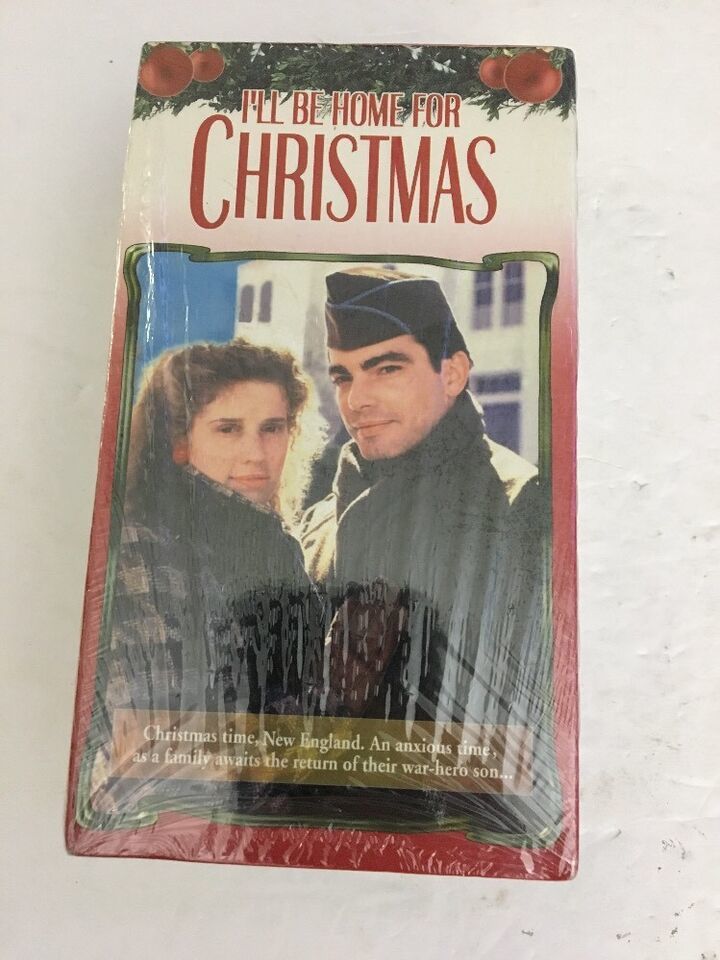 I'LL BE HOME FOR
CHRISTMAS
Christmas time, New England. An anxious time,
as a family awaits the return of their war-hero son...